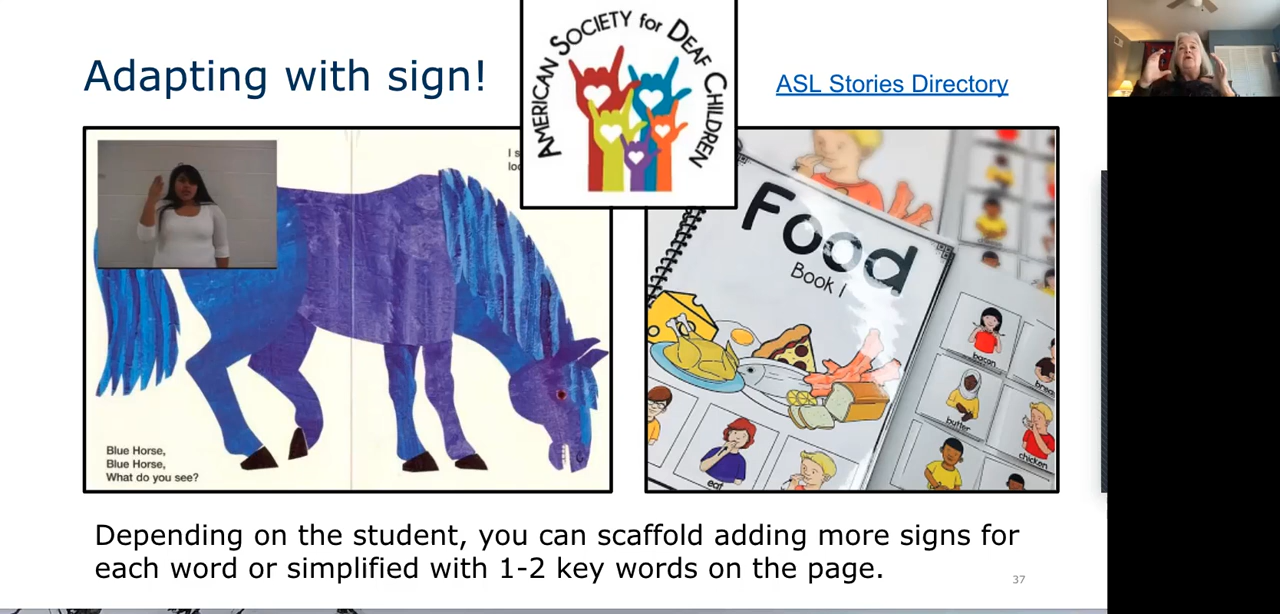 Adapting with sign!
AMERICAN SOCIETY for DEAF CHILDREN
ASL Stories Directory
I s
Blue Horse,
Blue Horse,
What do you see?
Food
Book 1
bacon
butter
chicken
eat
Depending on the student, you can scaffold adding more signs for
each word or simplified with 1-2 key words on the page.
37